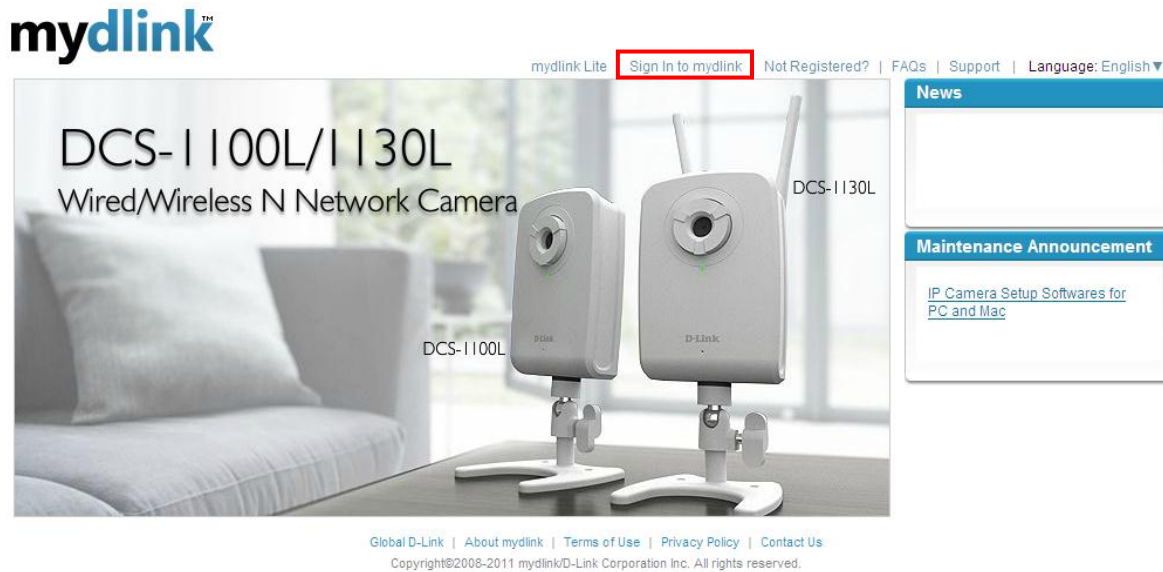 mydlink™
mydlink Lite Sign In to mydlink Not Registered? | FAQs | Support | Language: English▼
DCS-1100L/1130L
Wired/Wireless N Network Camera
DCS-1130L
DCS-1100L
D-Link
D-Link
News
Maintenance Announcement
IP Camera Setup Softwares for
PC and Mac
Global D-Link | About mydlink | Terms of Use | Privacy Policy | Contact Us
Copyright©2008-2011 mydlink/D-Link Corporation Inc. All rights reserved.